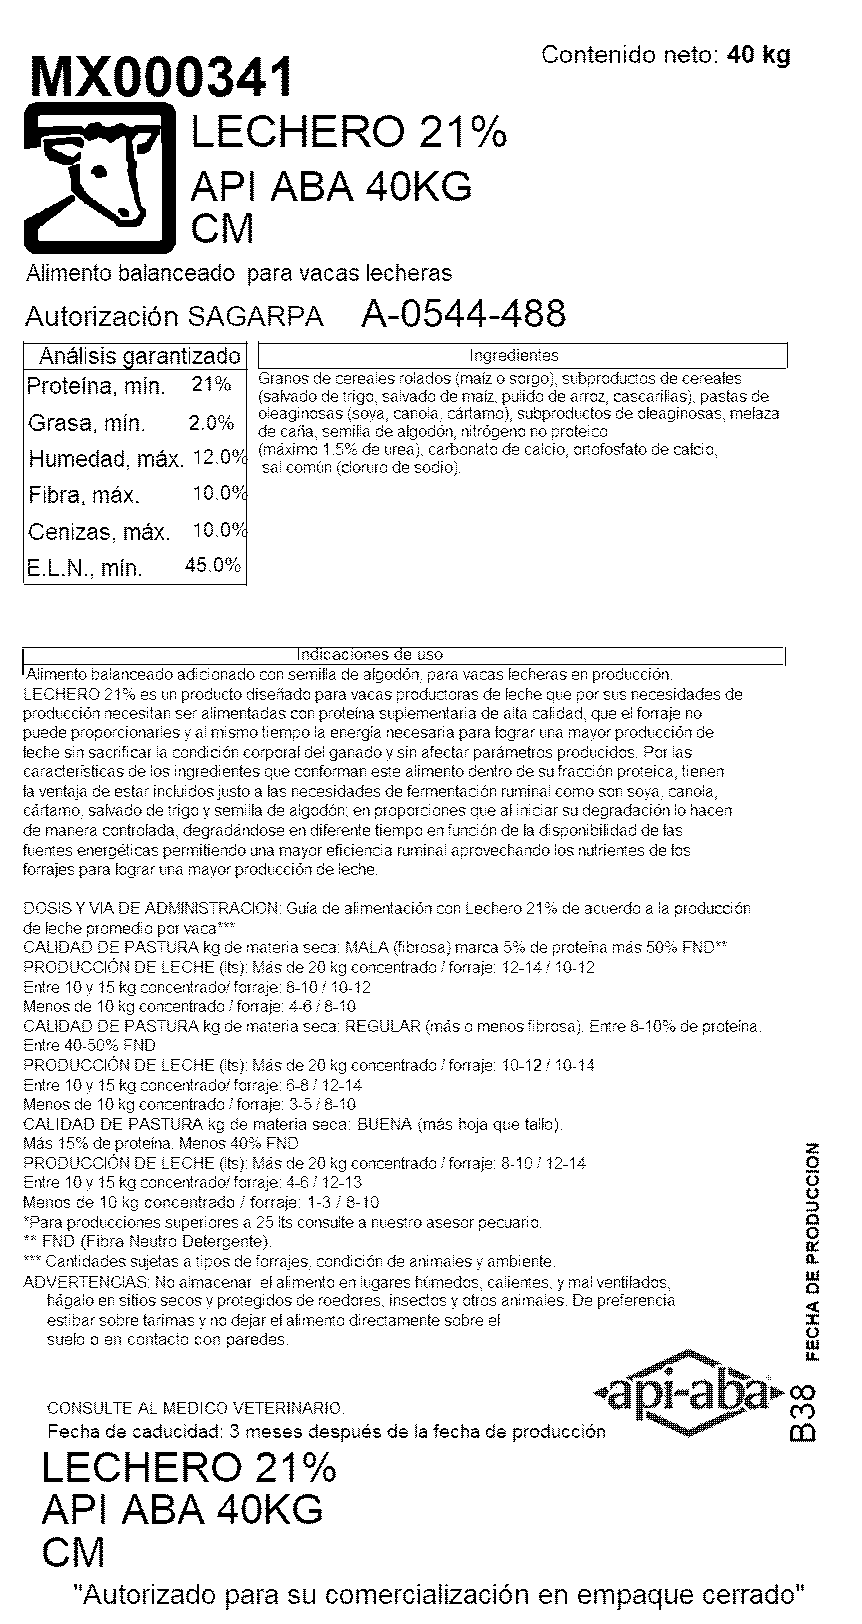 Contenido neto: 40 kg
MX000341
LECHERO 21%
API ABA 40KG
CM
Alimento balanceado para vacas lecheras
Autorización SAGARPA A-0544-488
Análisis garantizado
Proteína, mín. 21%
Grasa, mín. 2.0%
Humedad, máx. 12.0%
Fibra, máx. 10.0%
Cenizas, máx. 10.0%
E.L.N., mín. 45.0%
Ingredientes
Granos de cereales rolados (maíz o sorgo), subproductos de cereales
(salvado de trigo, salvado de maíz, pulido de arroz, cascarillas), pastas de
oleaginosas (soya, canola, cártamo), subproductos de oleaginosas, melaza
de caña, semilla de algodón, nitrógeno no proteico
(máximo 1.5% de urea), carbonato de calcio, ortofosfato de calcio,
sal común (cloruro de sodio).
Indicaciones de uso
Alimento balanceado adicionado con semilla de algodón, para vacas lecheras en producción.
LECHERO 21% es un producto diseñado para vacas productoras de leche que por sus necesidades de
producción necesitan ser alimentadas con proteína suplementaria de alta calidad, que el forraje no
puede proporcionarles y al mismo tiempo la energía necesaria para lograr una mayor producción de
leche sin sacrificar la condición corporal del ganado y sin afectar parámetros producidos. Por las
características de los ingredientes que conforman este alimento dentro de su fracción proteica, tienen
la ventaja de estar incluidos justo a las necesidades de fermentación ruminal como son soya, canola,
cártamo, salvado de trigo y semilla de algodón; en proporciones que al iniciar su degradación lo hacen
de manera controlada, degradándose en diferente tiempo en función de la disponibilidad de las
fuentes energéticas permitiendo una mayor eficiencia ruminal aprovechando los nutrientes de los
forrajes para lograr una mayor producción de leche.
DOSIS Y VIA DE ADMINISTRACION: Guía de alimentación con Lechero 21% de acuerdo a la producción
de leche promedio por vaca***
CALIDAD DE PASTURA kg de materia seca: MALA (fibrosa) marca 5% de proteína más 50% FND**
PRODUCCIÓN DE LECHE (lts): Más de 20 kg concentrado / forraje: 12-14 / 10-12
Entre 10 y 15 kg concentrado/ forraje: 8-10 / 10-12
Menos de 10 kg concentrado / forraje: 4-6 / 8-10
CALIDAD DE PASTURA kg de materia seca: REGULAR (más o menos fibrosa). Entre 8-10% de proteína.
Entre 40-50% FND
PRODUCCIÓN DE LECHE (lts): Más de 20 kg concentrado / forraje: 10-12 / 10-14
Entre 10 y 15 kg concentrado/ forraje: 6-8 / 12-14
Menos de 10 kg concentrado / forraje: 3-5 / 8-10
CALIDAD DE PASTURA kg de materia seca: BUENA (más hoja que tallo).
Más 15% de proteína. Menos 40% FND
PRODUCCIÓN DE LECHE (lts): Más de 20 kg concentrado / forraje: 8-10 / 12-14
Entre 10 y 15 kg concentrado/ forraje: 4-6 / 12-13
Menos de 10 kg concentrado / forraje: 1-3 / 8-10
*Para producciones superiores a 25 lts consulte a nuestro asesor pecuario.
** FND (Fibra Neutro Detergente).
*** Cantidades sujetas a tipos de forrajes, condición de animales y ambiente.
ADVERTENCIAS: No almacenar el alimento en lugares húmedos, calientes, y mal ventilados,
hágalo en sitios secos y protegidos de roedores, insectos y otros animales. De preferencia
estibar sobre tarimas y no dejar el alimento directamente sobre el
suelo o en contacto con paredes.
FECHA DE PRODUCCION
B38
api-aba
CONSULTE AL MEDICO VETERINARIO.
Fecha de caducidad: 3 meses después de la fecha de producción
LECHERO 21%
API ABA 40KG
CM
"Autorizado para su comercialización en empaque cerrado"